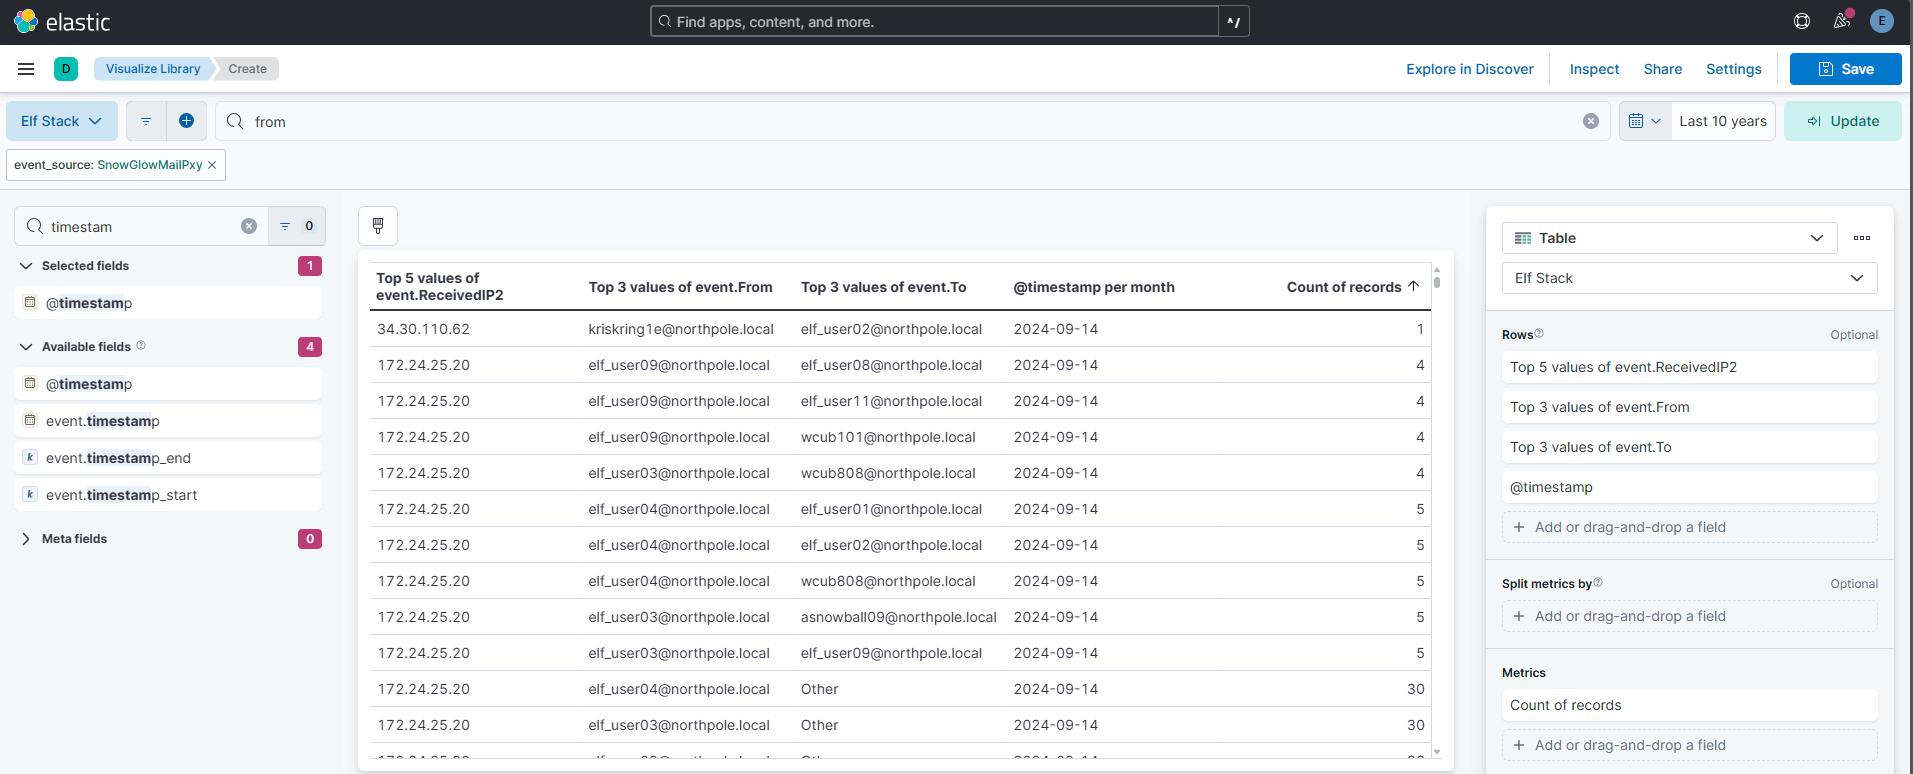 elastic
Find apps, content, and more.
^/
E
D
Visualize Library
Create
Explore in Discover
Inspect
Share
Settings
Save
Elf Stack
from
Last 10 years
Update
event_source: SnowGlowMailPxy
timestam
0
Selected fields
1
@timestamp
Available fields
4
@timestamp
event.timestamp
k event.timestamp_end
k event.timestamp_start
Meta fields
0
Top 5 values of
event.ReceivedIP2
Top 3 values of event.From
Top 3 values of event.To
@timestamp per month
Count of records
34.30.110.62 kriskring1e@northpole.local elf_user02@northpole.local 2024-09-14 1
172.24.25.20 elf_user09@northpole.local elf_user08@northpole.local 2024-09-14 4
172.24.25.20 elf_user09@northpole.local elf_user11@northpole.local 2024-09-14 4
172.24.25.20 elf_user09@northpole.local wcub101@northpole.local 2024-09-14 4
172.24.25.20 elf_user03@northpole.local wcub808@northpole.local 2024-09-14 4
172.24.25.20 elf_user04@northpole.local elf_user01@northpole.local 2024-09-14 5
172.24.25.20 elf_user04@northpole.local elf_user02@northpole.local 2024-09-14 5
172.24.25.20 elf_user04@northpole.local wcub808@northpole.local 2024-09-14 5
172.24.25.20 elf_user03@northpole.local asnowball09@northpole.local 2024-09-14 5
172.24.25.20 elf_user03@northpole.local elf_user09@northpole.local 2024-09-14 5
172.24.25.20 elf_user04@northpole.local Other 2024-09-14 30
172.24.25.20 elf_user03@northpole.local Other 2024-09-14 30
Table
Elf Stack
Rows
Optional
Top 5 values of event.ReceivedIP2
Top 3 values of event.From
Top 3 values of event.To
@timestamp
Add or drag-and-drop a field
Split metrics by
Optional
Add or drag-and-drop a field
Metrics
Count of records
Add or drag-and-drop a field